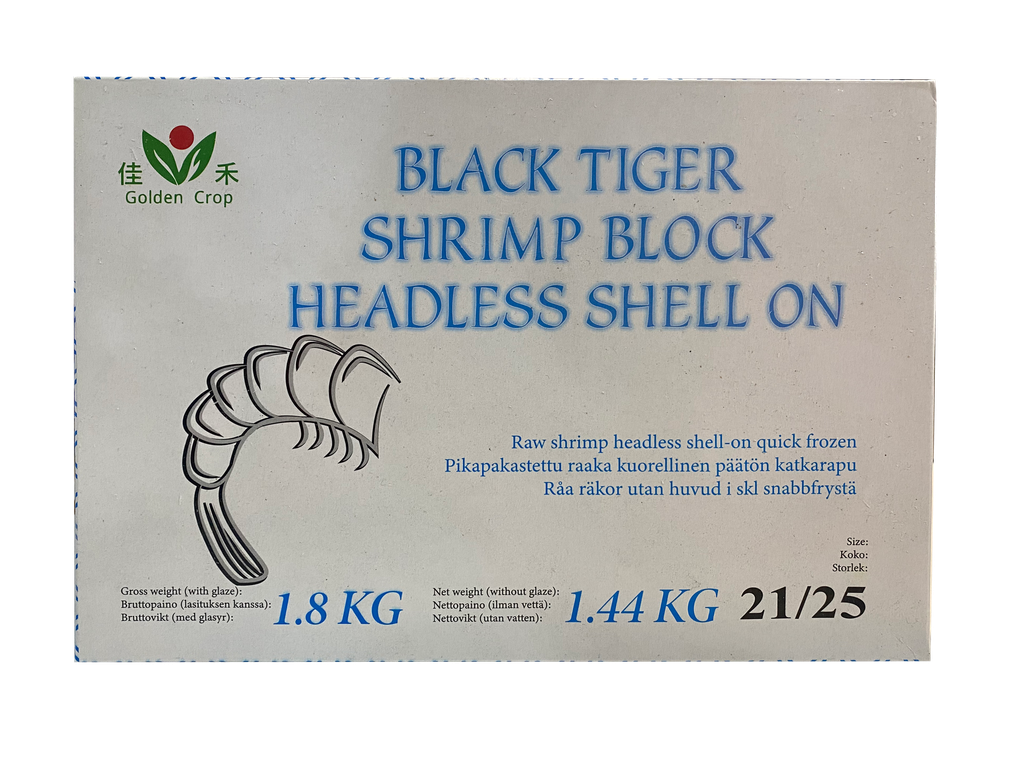 佳 禾
Golden Crop
BLACK TIGER
SHRIMP BLOCK
HEADLESS SHELL ON
Raw shrimp headless shell-on quick frozen
Pikapakastettu raaka kuorellinen päätön katkarapu
Råa räkor utan huvud i skl snabbfrystä
Size:
Koko:
Storlek:
Gross weight (with glaze):
Bruttopaino (lasituksen kanssa):
Bruttovikt (med glasyr):
1.8 KG
Net weight (without glaze):
Nettopaino (ilman vettä):
Nettovikt (utan vatten):
1.44 KG
21/25